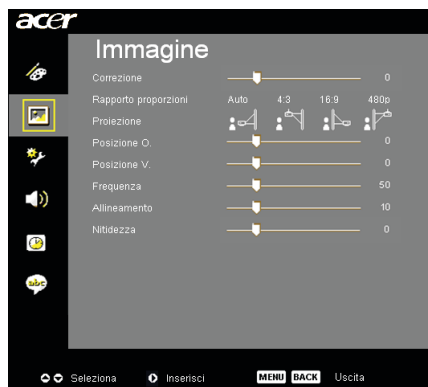 acer
Immagine
Correzione 0
Rapporto proporzioni Auto 4:3 16:9 480p
Proiezione
Posizione O. 0
Posizione V. 0
Frequenza 50
Allineamento 10
Nitidezza 0
abc
Seleziona Inserisci MENU BACK Uscita